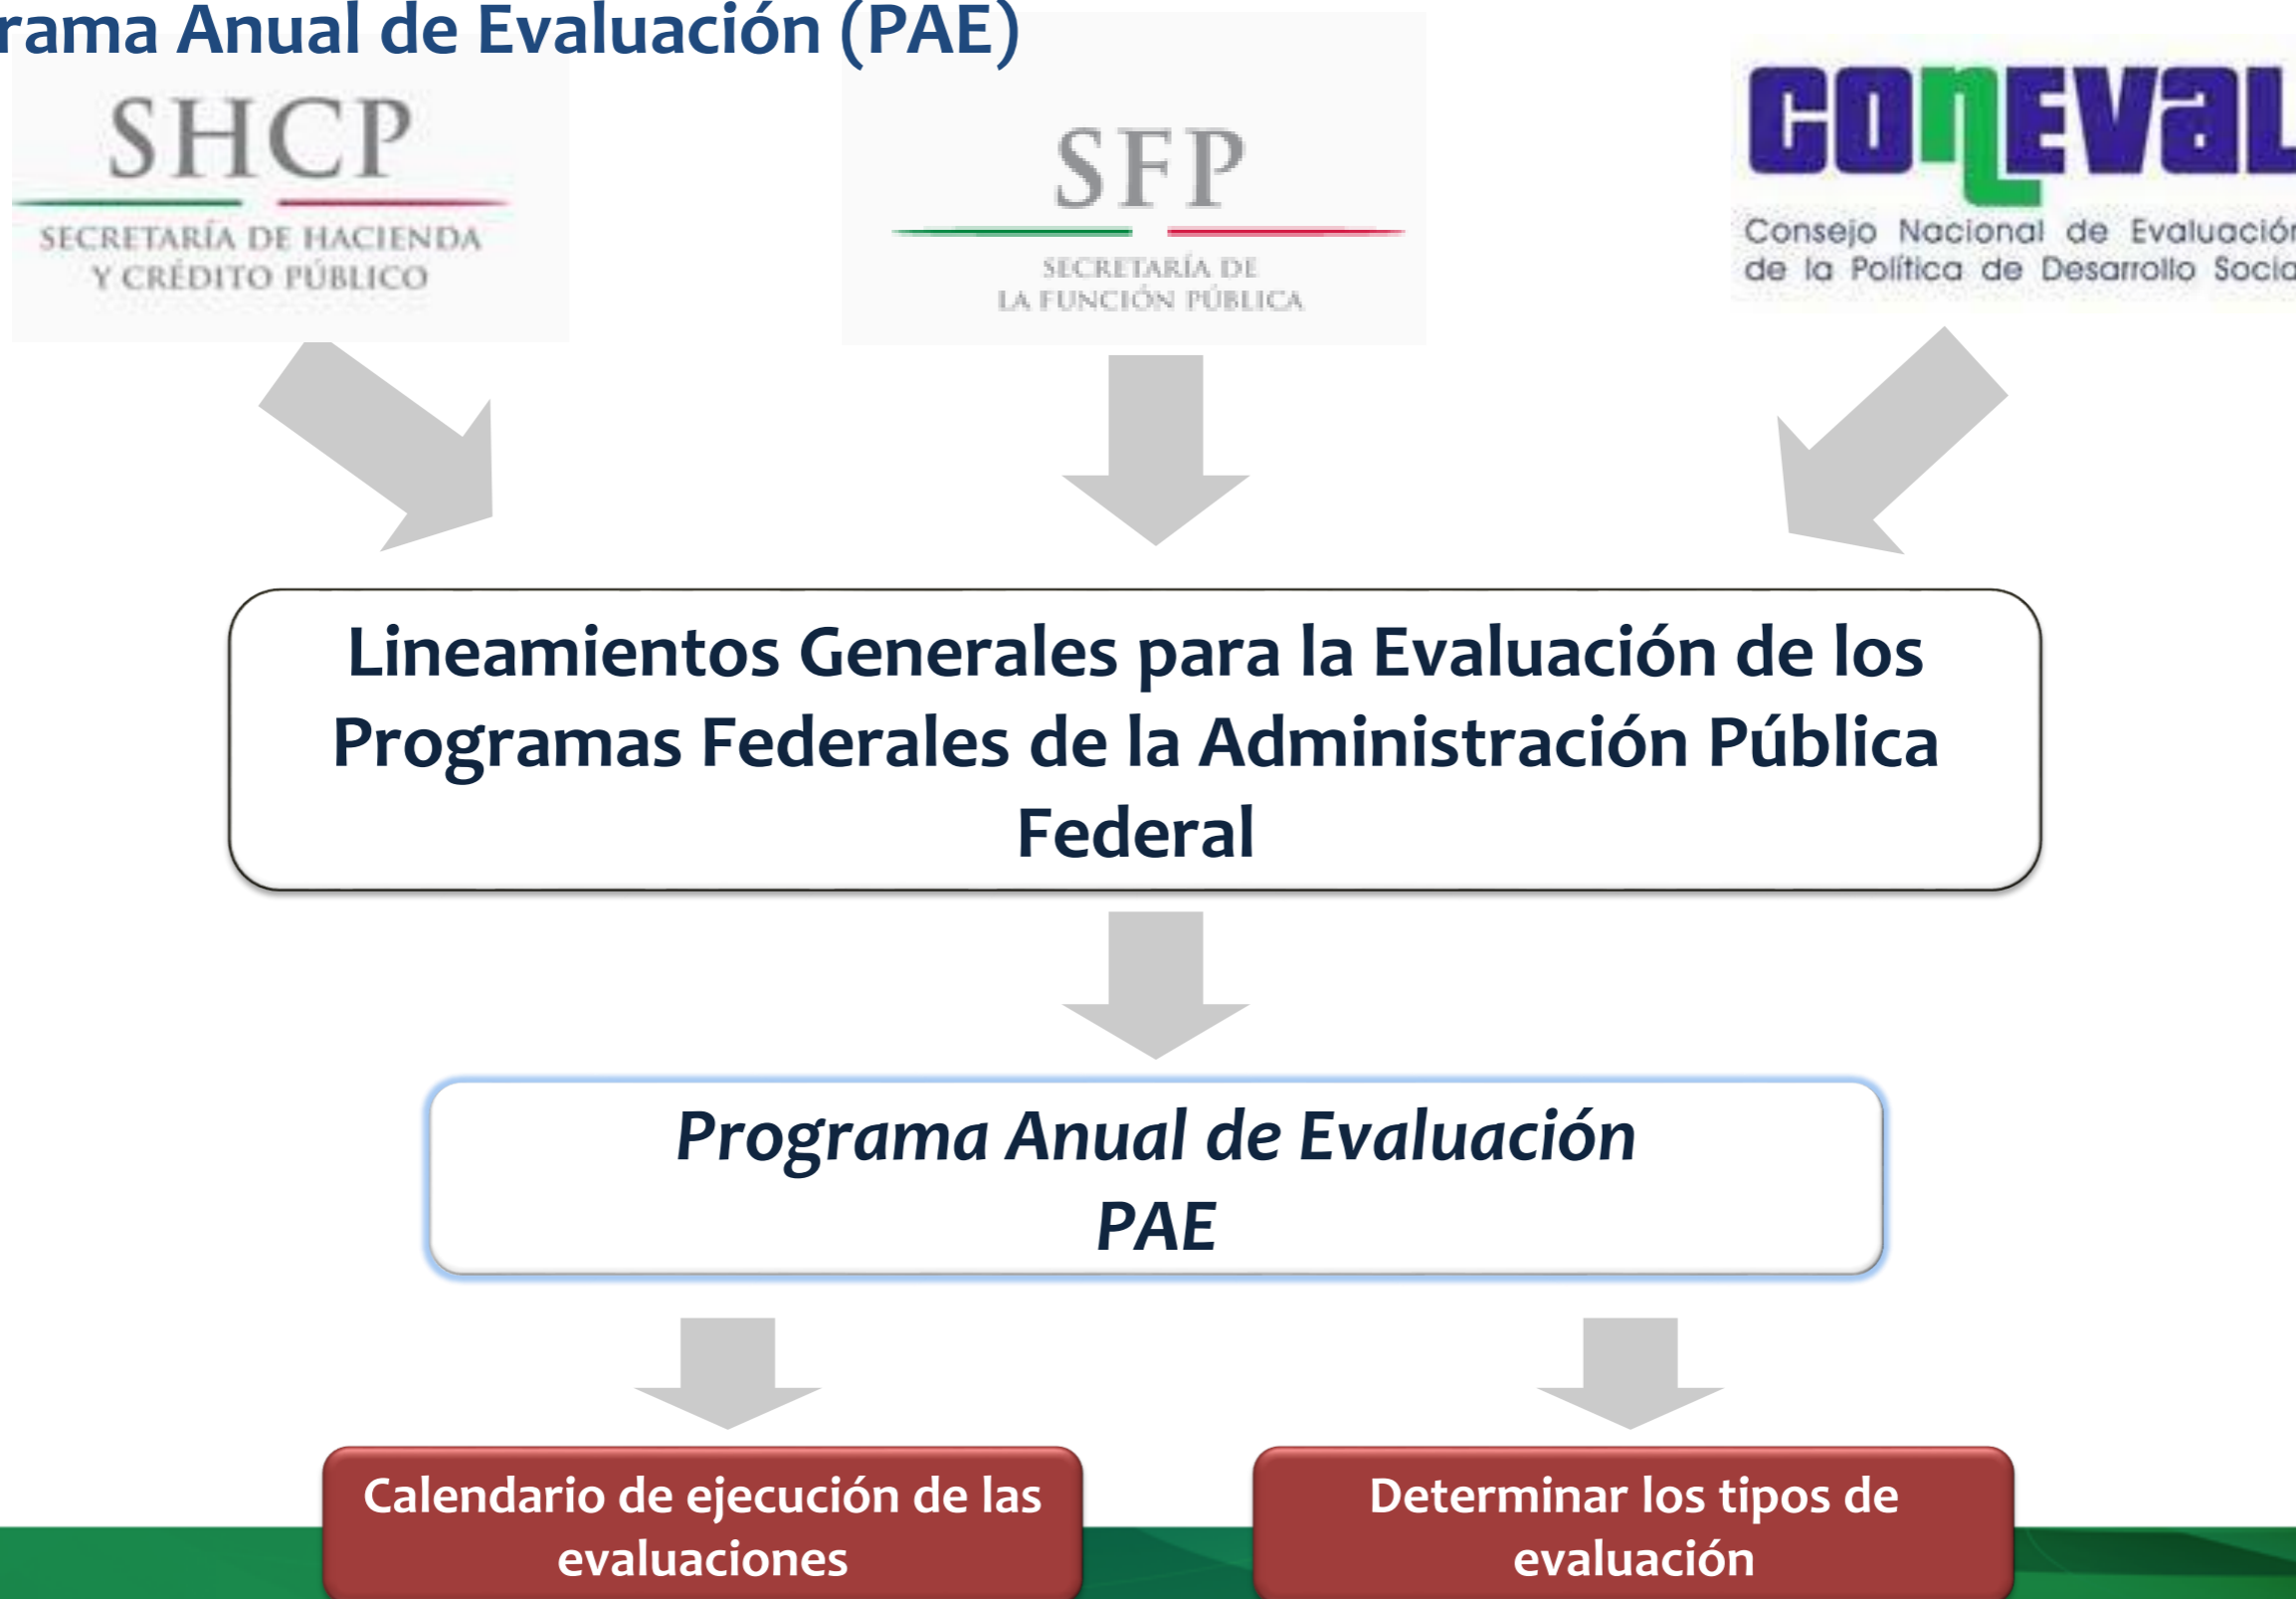 rama Anual de Evaluación (PAE)
SHCP
SECRETARÍA DE HACIENDA
Y CRÉDITO PÚBLICO
SFP
SECRETARÍA DE
LA FUNCIÓN PÚBLICA
CONEVAL
Consejo Nacional de Evaluación
de la Política de Desarrollo Socia
Lineamientos Generales para la Evaluación de los
Programas Federales de la Administración Pública
Federal
Programa Anual de Evaluación
PAE
Calendario de ejecución de las
evaluaciones
Determinar los tipos de
evaluación